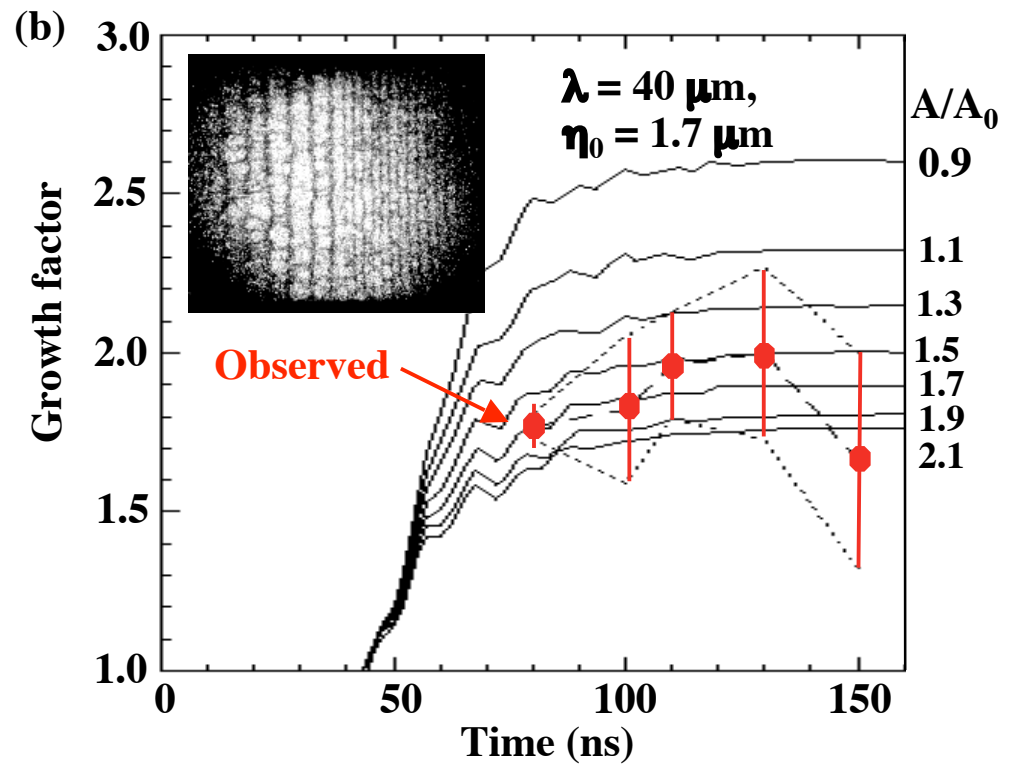 (b)
3.0
2.5
2.0
1.5
1.0
Growth factor
λ = 40 μm,
η₀ = 1.7 μm
A/A₀
0.9
1.1
1.3
1.5
1.7
1.9
2.1
Observed
0
50
100
150
Time (ns)